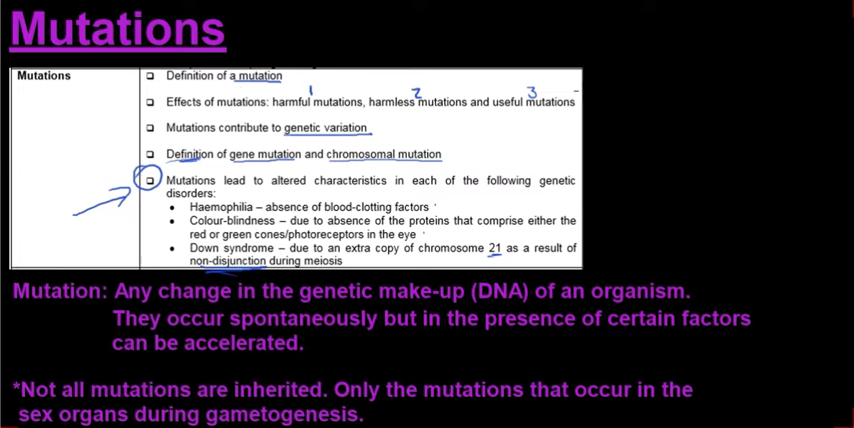 Mutations
Mutations
❑ Definition of a mutation
1 2 3
❑ Effects of mutations: harmful mutations, harmless mutations and useful mutations
❑ Mutations contribute to genetic variation
❑ Definition of gene mutation and chromosomal mutation
❑ Mutations lead to altered characteristics in each of the following genetic
disorders:
• Haemophilia – absence of blood-clotting factors
• Colour-blindness – due to absence of the proteins that comprise either the
red or green cones/photoreceptors in the eye
• Down syndrome – due to an extra copy of chromosome 21 as a result of
non-disjunction during meiosis
Mutation: Any change in the genetic make-up (DNA) of an organism.
They occur spontaneously but in the presence of certain factors
can be accelerated.
*Not all mutations are inherited. Only the mutations that occur in the
sex organs during gametogenesis.